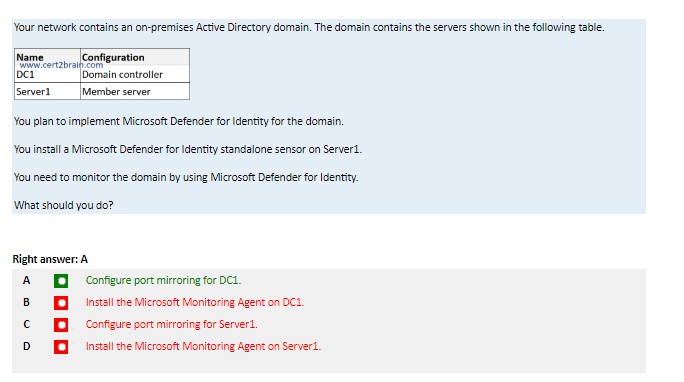 Your network contains an on-premises Active Directory domain. The domain contains the servers shown in the following table.
Name Configuration
www.cert2brain.com
DC1 Domain controller
Server1 Member server
You plan to implement Microsoft Defender for Identity for the domain.
You install a Microsoft Defender for Identity standalone sensor on Server1.
You need to monitor the domain by using Microsoft Defender for Identity.
What should you do?
Right answer: A
A Configure port mirroring for DC1.
B Install the Microsoft Monitoring Agent on DC1.
C Configure port mirroring for Server1.
D Install the Microsoft Monitoring Agent on Server1.